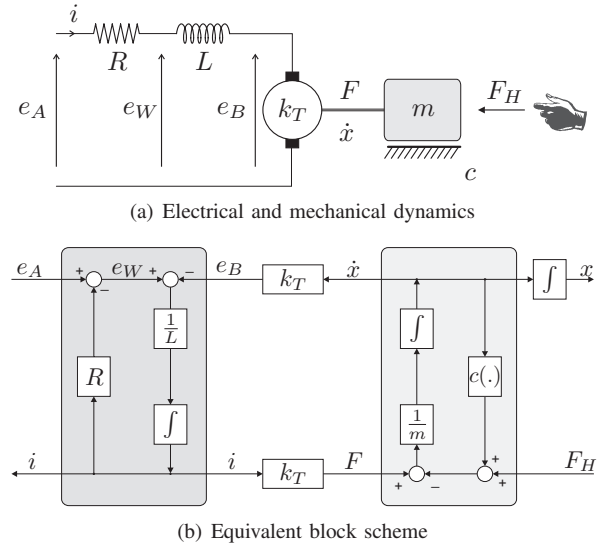 i
R L F F_H
e_A e_W e_B k_T m
ẋ
c
(a) Electrical and mechanical dynamics
e_A + − e_W + − e_B k_T ẋ ∫ x
1/L ∫
R c(.)
∫ 1/m
i i k_T F + − + + F_H
(b) Equivalent block scheme